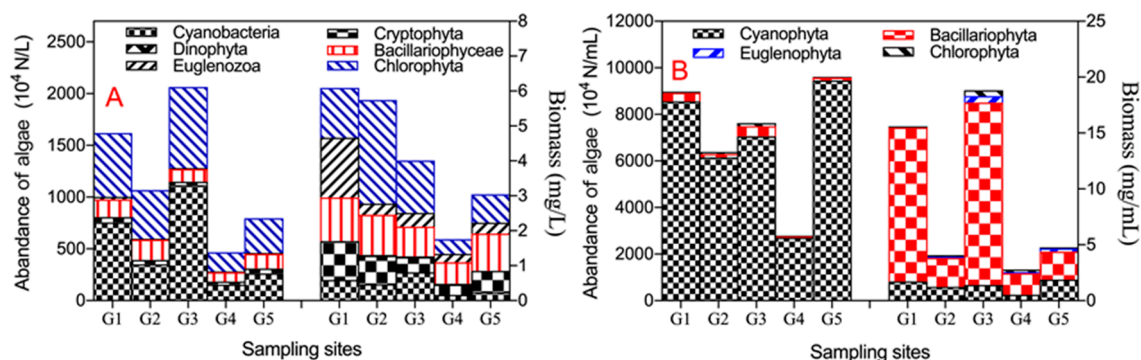 Abandance of algae (10⁴ N/L)
2500
2000
1500
1000
500
0
A
Cyanobacteria
Dinophyta
Euglenozoa
Cryptophyta
Bacillariophyceae
Chlorophyta
8
7
6
5
4
3
2
1
0
Biomass (mg/L)
G1 G2 G3 G4 G5 G1 G2 G3 G4 G5
Sampling sites
Abandance of algae (10⁴ N/mL)
12000
10000
8000
6000
4000
2000
0
B
Cyanophyta
Euglenophyta
Bacillariophyta
Chlorophyta
25
20
15
10
5
0
Biomass (mg/mL)
G1 G2 G3 G4 G5 G1 G2 G3 G4 G5
Sampling sites